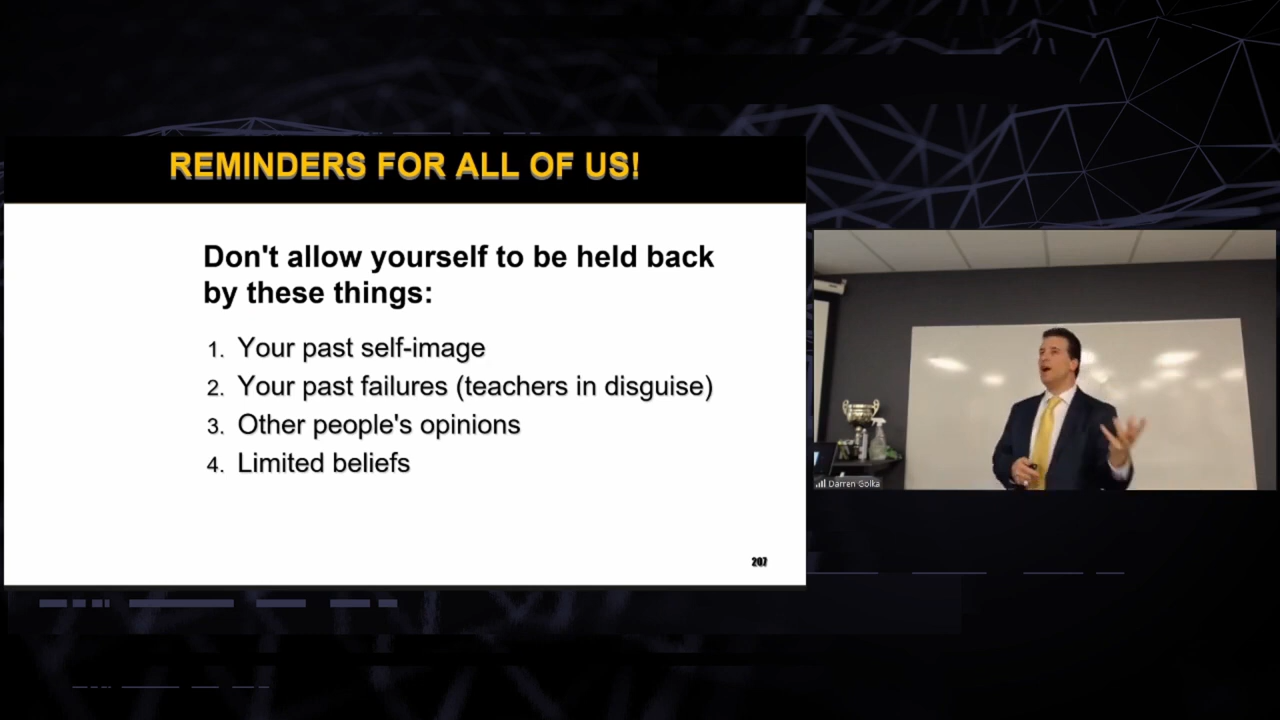 REMINDERS FOR ALL OF US!
Don't allow yourself to be held back
by these things:
1. Your past self-image
2. Your past failures (teachers in disguise)
3. Other people's opinions
4. Limited beliefs
207
Darren Golka